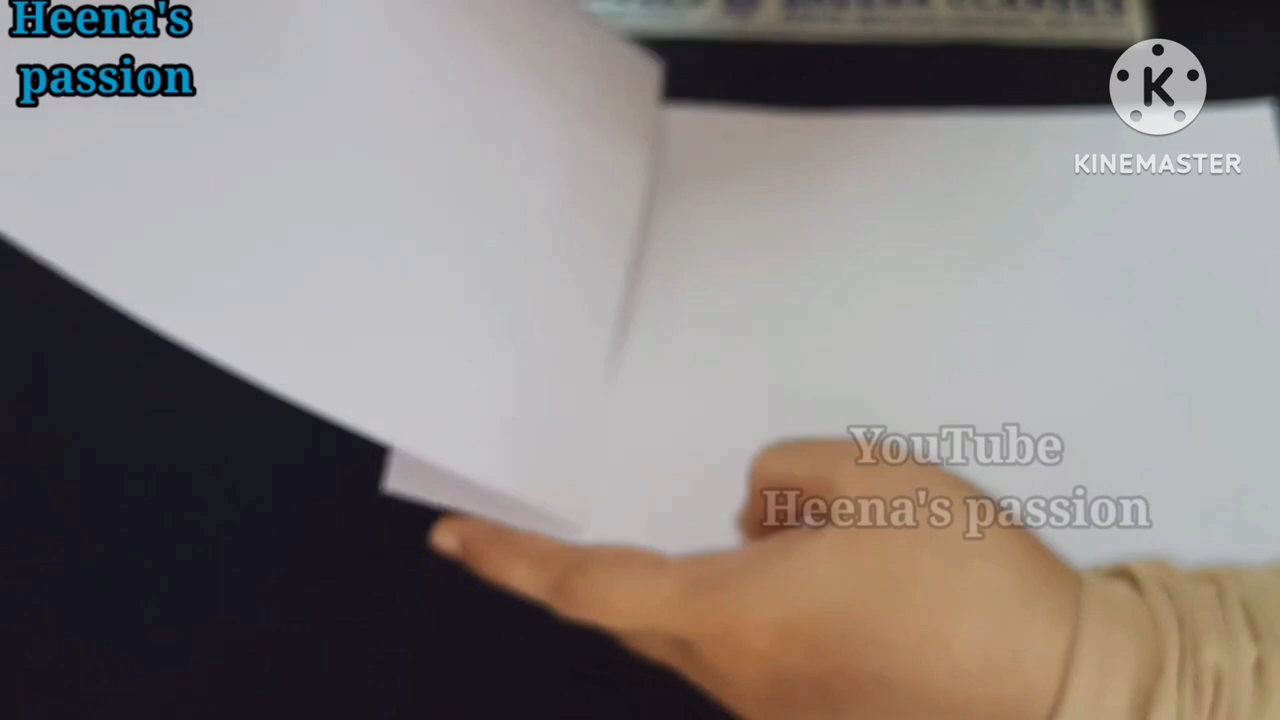 Heena's
passion
K
KINEMASTER
YouTube
Heena's passion